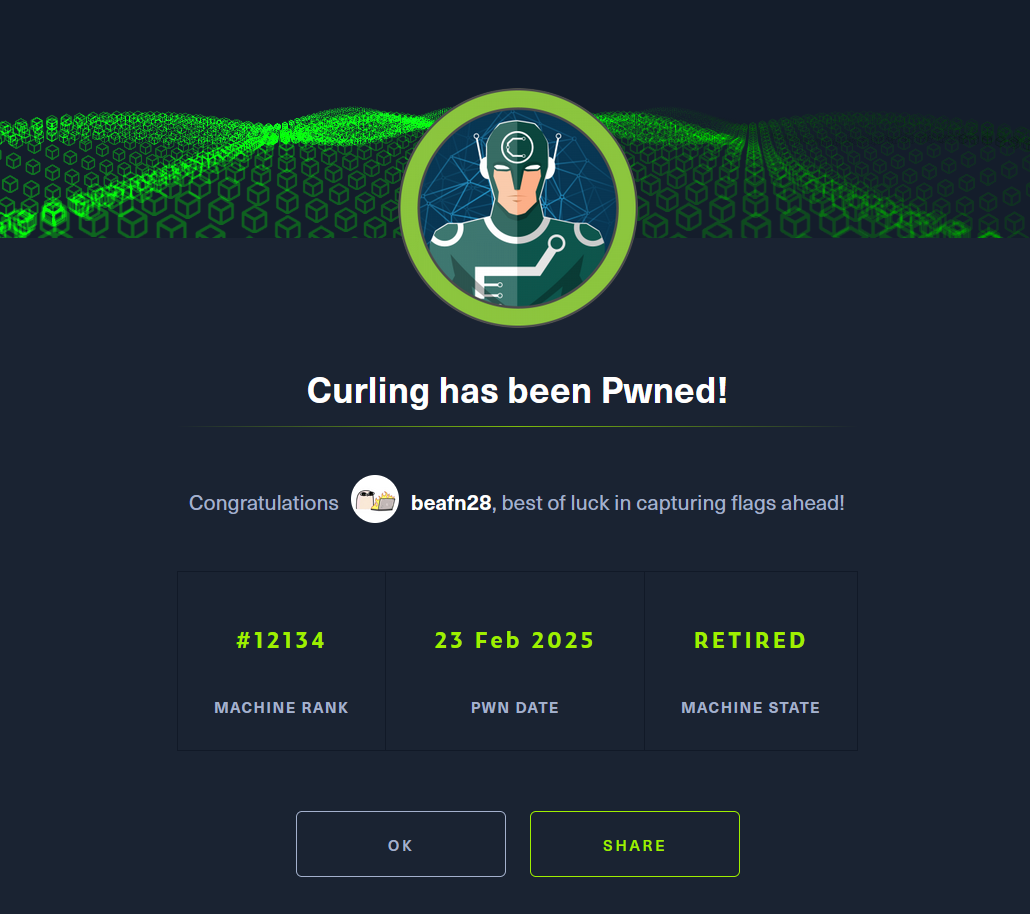 Curling has been Pwned!
Congratulations beafn28, best of luck in capturing flags ahead!
#12134
MACHINE RANK
23 Feb 2025
PWN DATE
RETIRED
MACHINE STATE
OK
SHARE